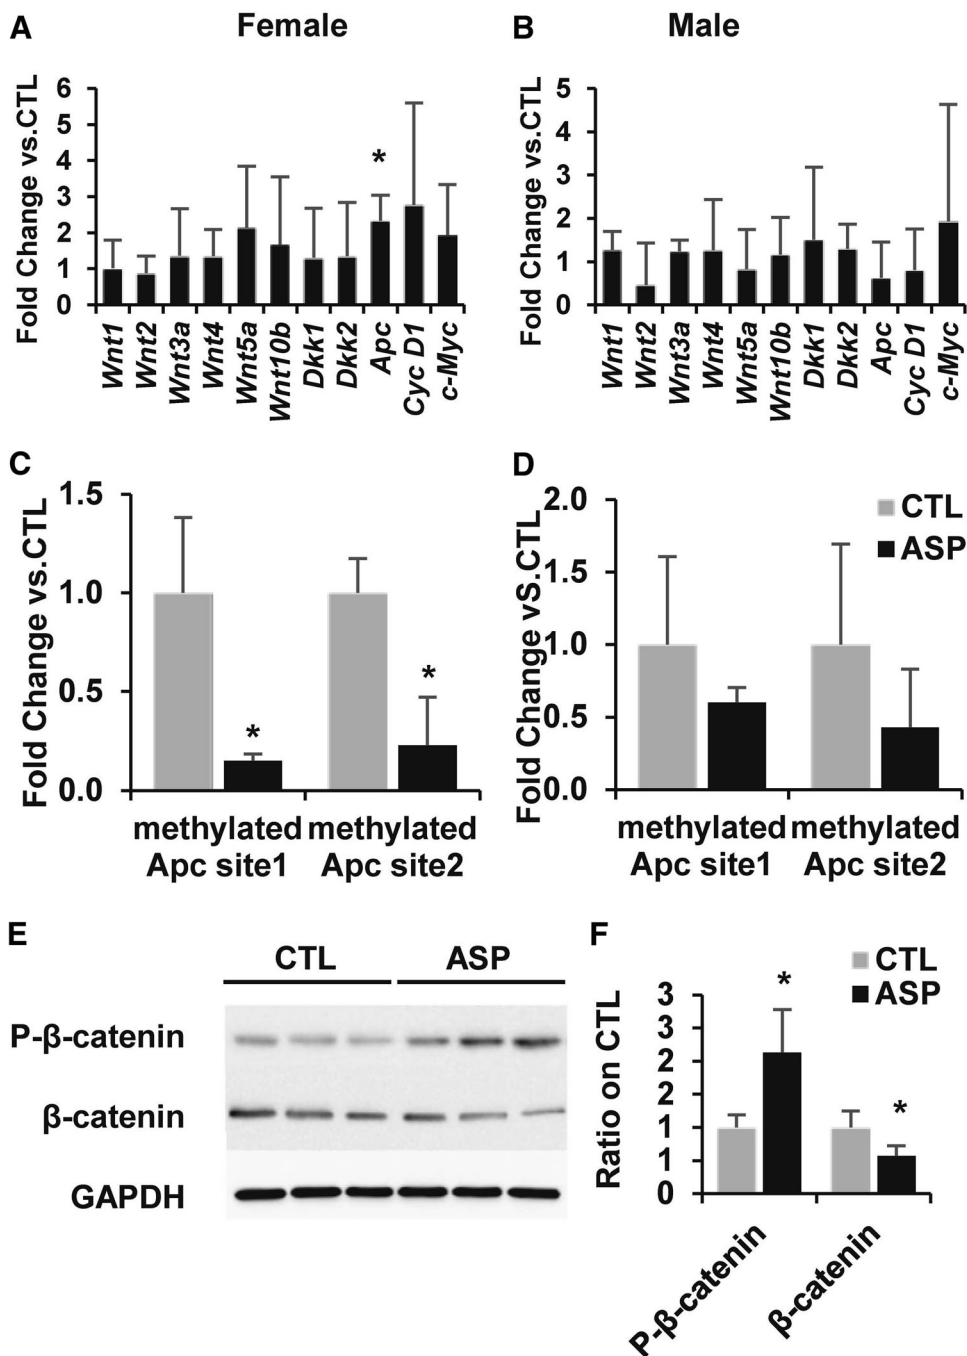 A Female
B Male
Fold Change vs.CTL
6
5
4
3
2
1
0
*
Wnt1
Wnt2
Wnt3a
Wnt4
Wnt5a
Wnt10b
Dkk1
Dkk2
Apc
Cyc D1
c-Myc
Fold Change vs.CTL
5
4
3
2
1
0
Wnt1
Wnt2
Wnt3a
Wnt4
Wnt5a
Wnt10b
Dkk1
Dkk2
Apc
Cyc D1
c-Myc
C
Fold Change vs.CTL
1.5
1.0
0.5
0.0
*
*
methylated methylated
Apc site1 Apc site2
D
Fold Change vS.CTL
2.0
1.5
1.0
0.5
0.0
CTL
ASP
methylated methylated
Apc site1 Apc site2
E
CTL ASP
P-β-catenin
β-catenin
GAPDH
F
CTL
ASP
Ratio on CTL
3
3
2
2
1
1
0
*
*
P-β-catenin
β-catenin